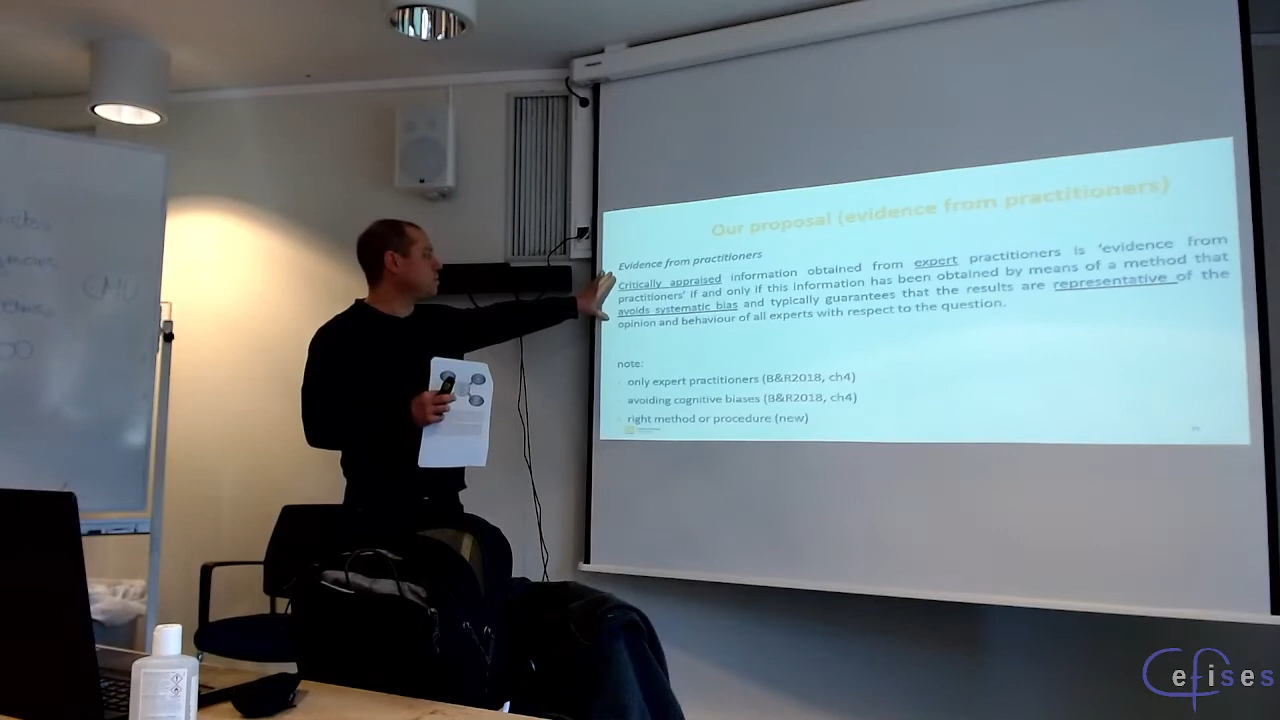 Our proposal (evidence from practitioners)
Evidence from practitioners
Critically appraised information obtained from expert practitioners is 'evidence from
practitioners' if and only if this information has been obtained by means of a method that
avoids systematic bias and typically guarantees that the results are representative of the
opinion and behaviour of all experts with respect to the question.
note:
only expert practitioners (B&R2018, ch4)
avoiding cognitive biases (B&R2018, ch4)
right method or procedure (new)
Cefises